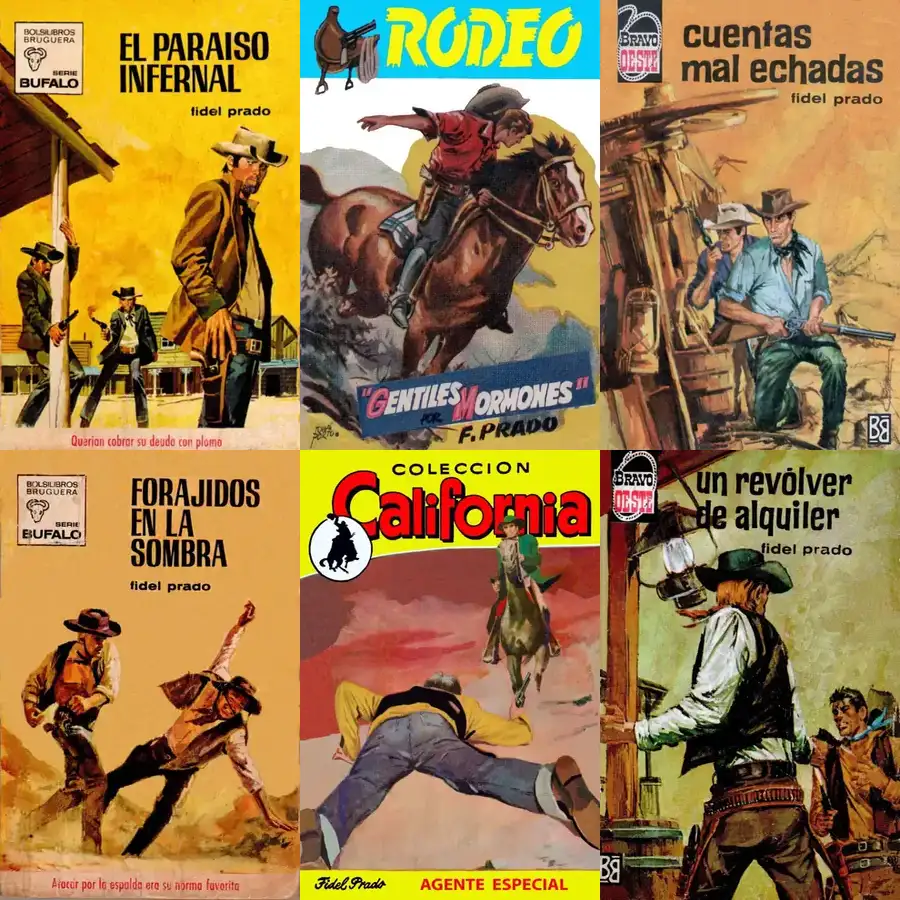 BOLSILIBROS
BRUGUERA
SERIE
BUFALO
EL PARAISO
INFERNAL
fidel prado
Querían cobrar su deuda con plomo
RODEO
"GENTILES Y MORMONES"
POR
F. PRADO
BRAVO
OESTE
cuentas
mal echadas
fidel prado
BB
BOLSILIBROS
BRUGUERA
SERIE
BUFALO
FORAJIDOS
EN LA
SOMBRA
fidel prado
Atacar por la espalda era su norma favorita
COLECCION
California
Fidel Prado
AGENTE ESPECIAL
BRAVO
OESTE
un revólver
de alquiler
fidel prado
BB